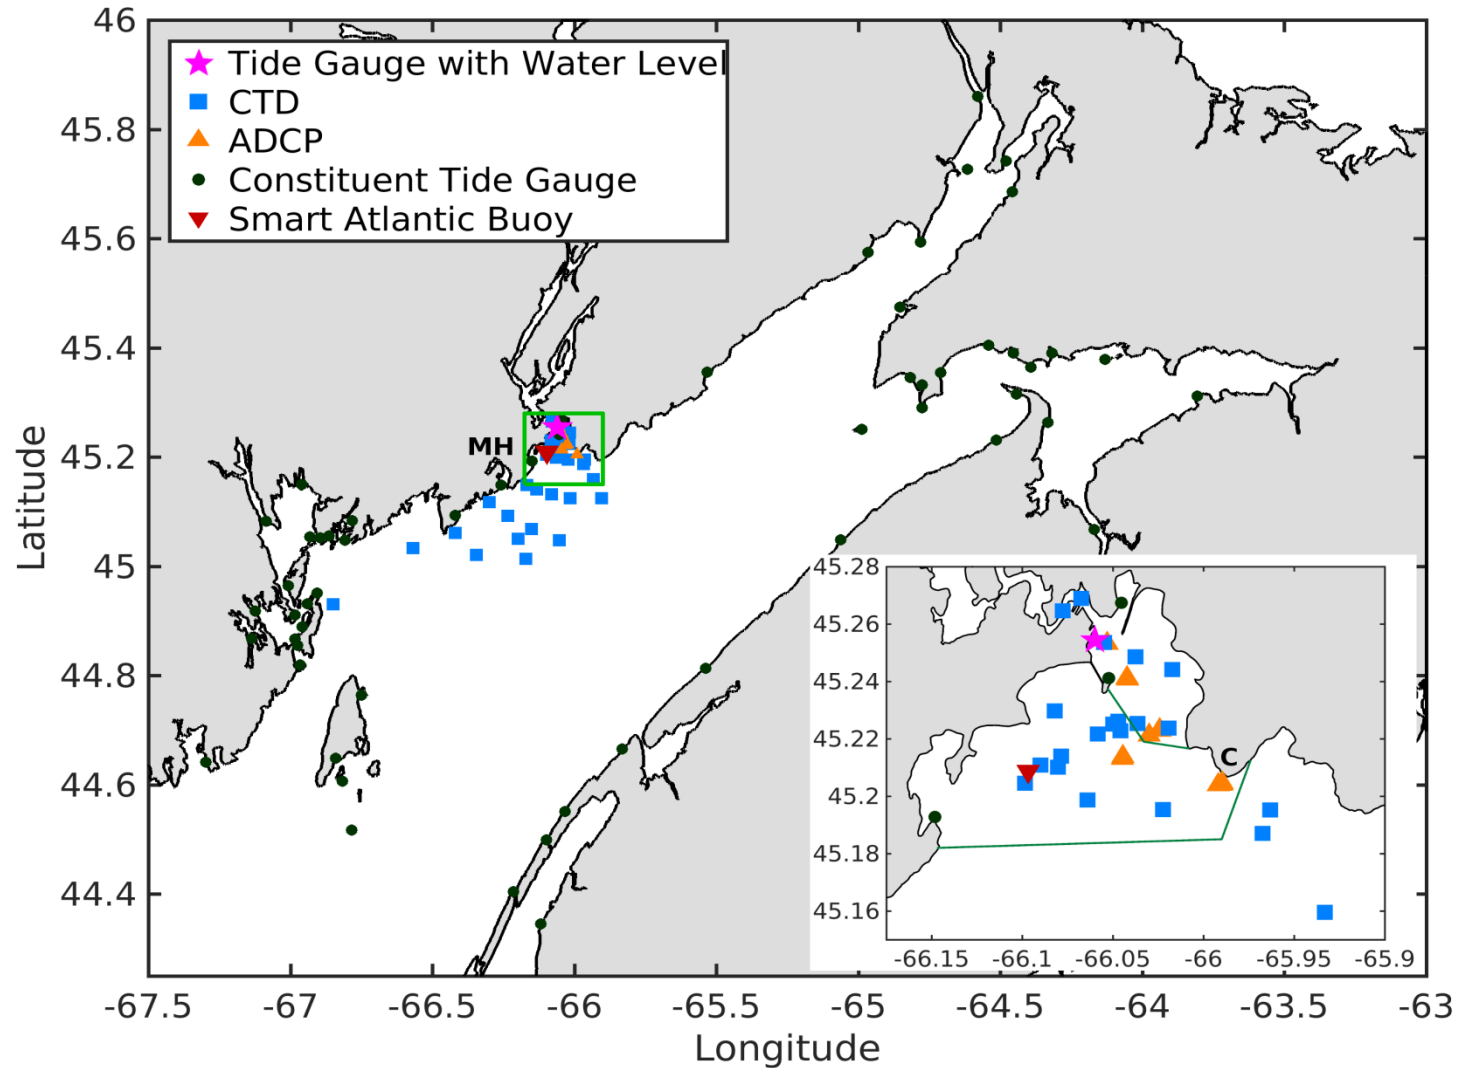 46
45.8
45.6
45.4
45.2
45
44.8
44.6
44.4
Latitude
Tide Gauge with Water Level
CTD
ADCP
Constituent Tide Gauge
Smart Atlantic Buoy
MH
45.28
45.26
45.24
45.22
45.2
45.18
45.16
C
-66.15 -66.1 -66.05 -66 -65.95 -65.9
-67.5 -67 -66.5 -66 -65.5 -65 -64.5 -64 -63.5 -63
Longitude